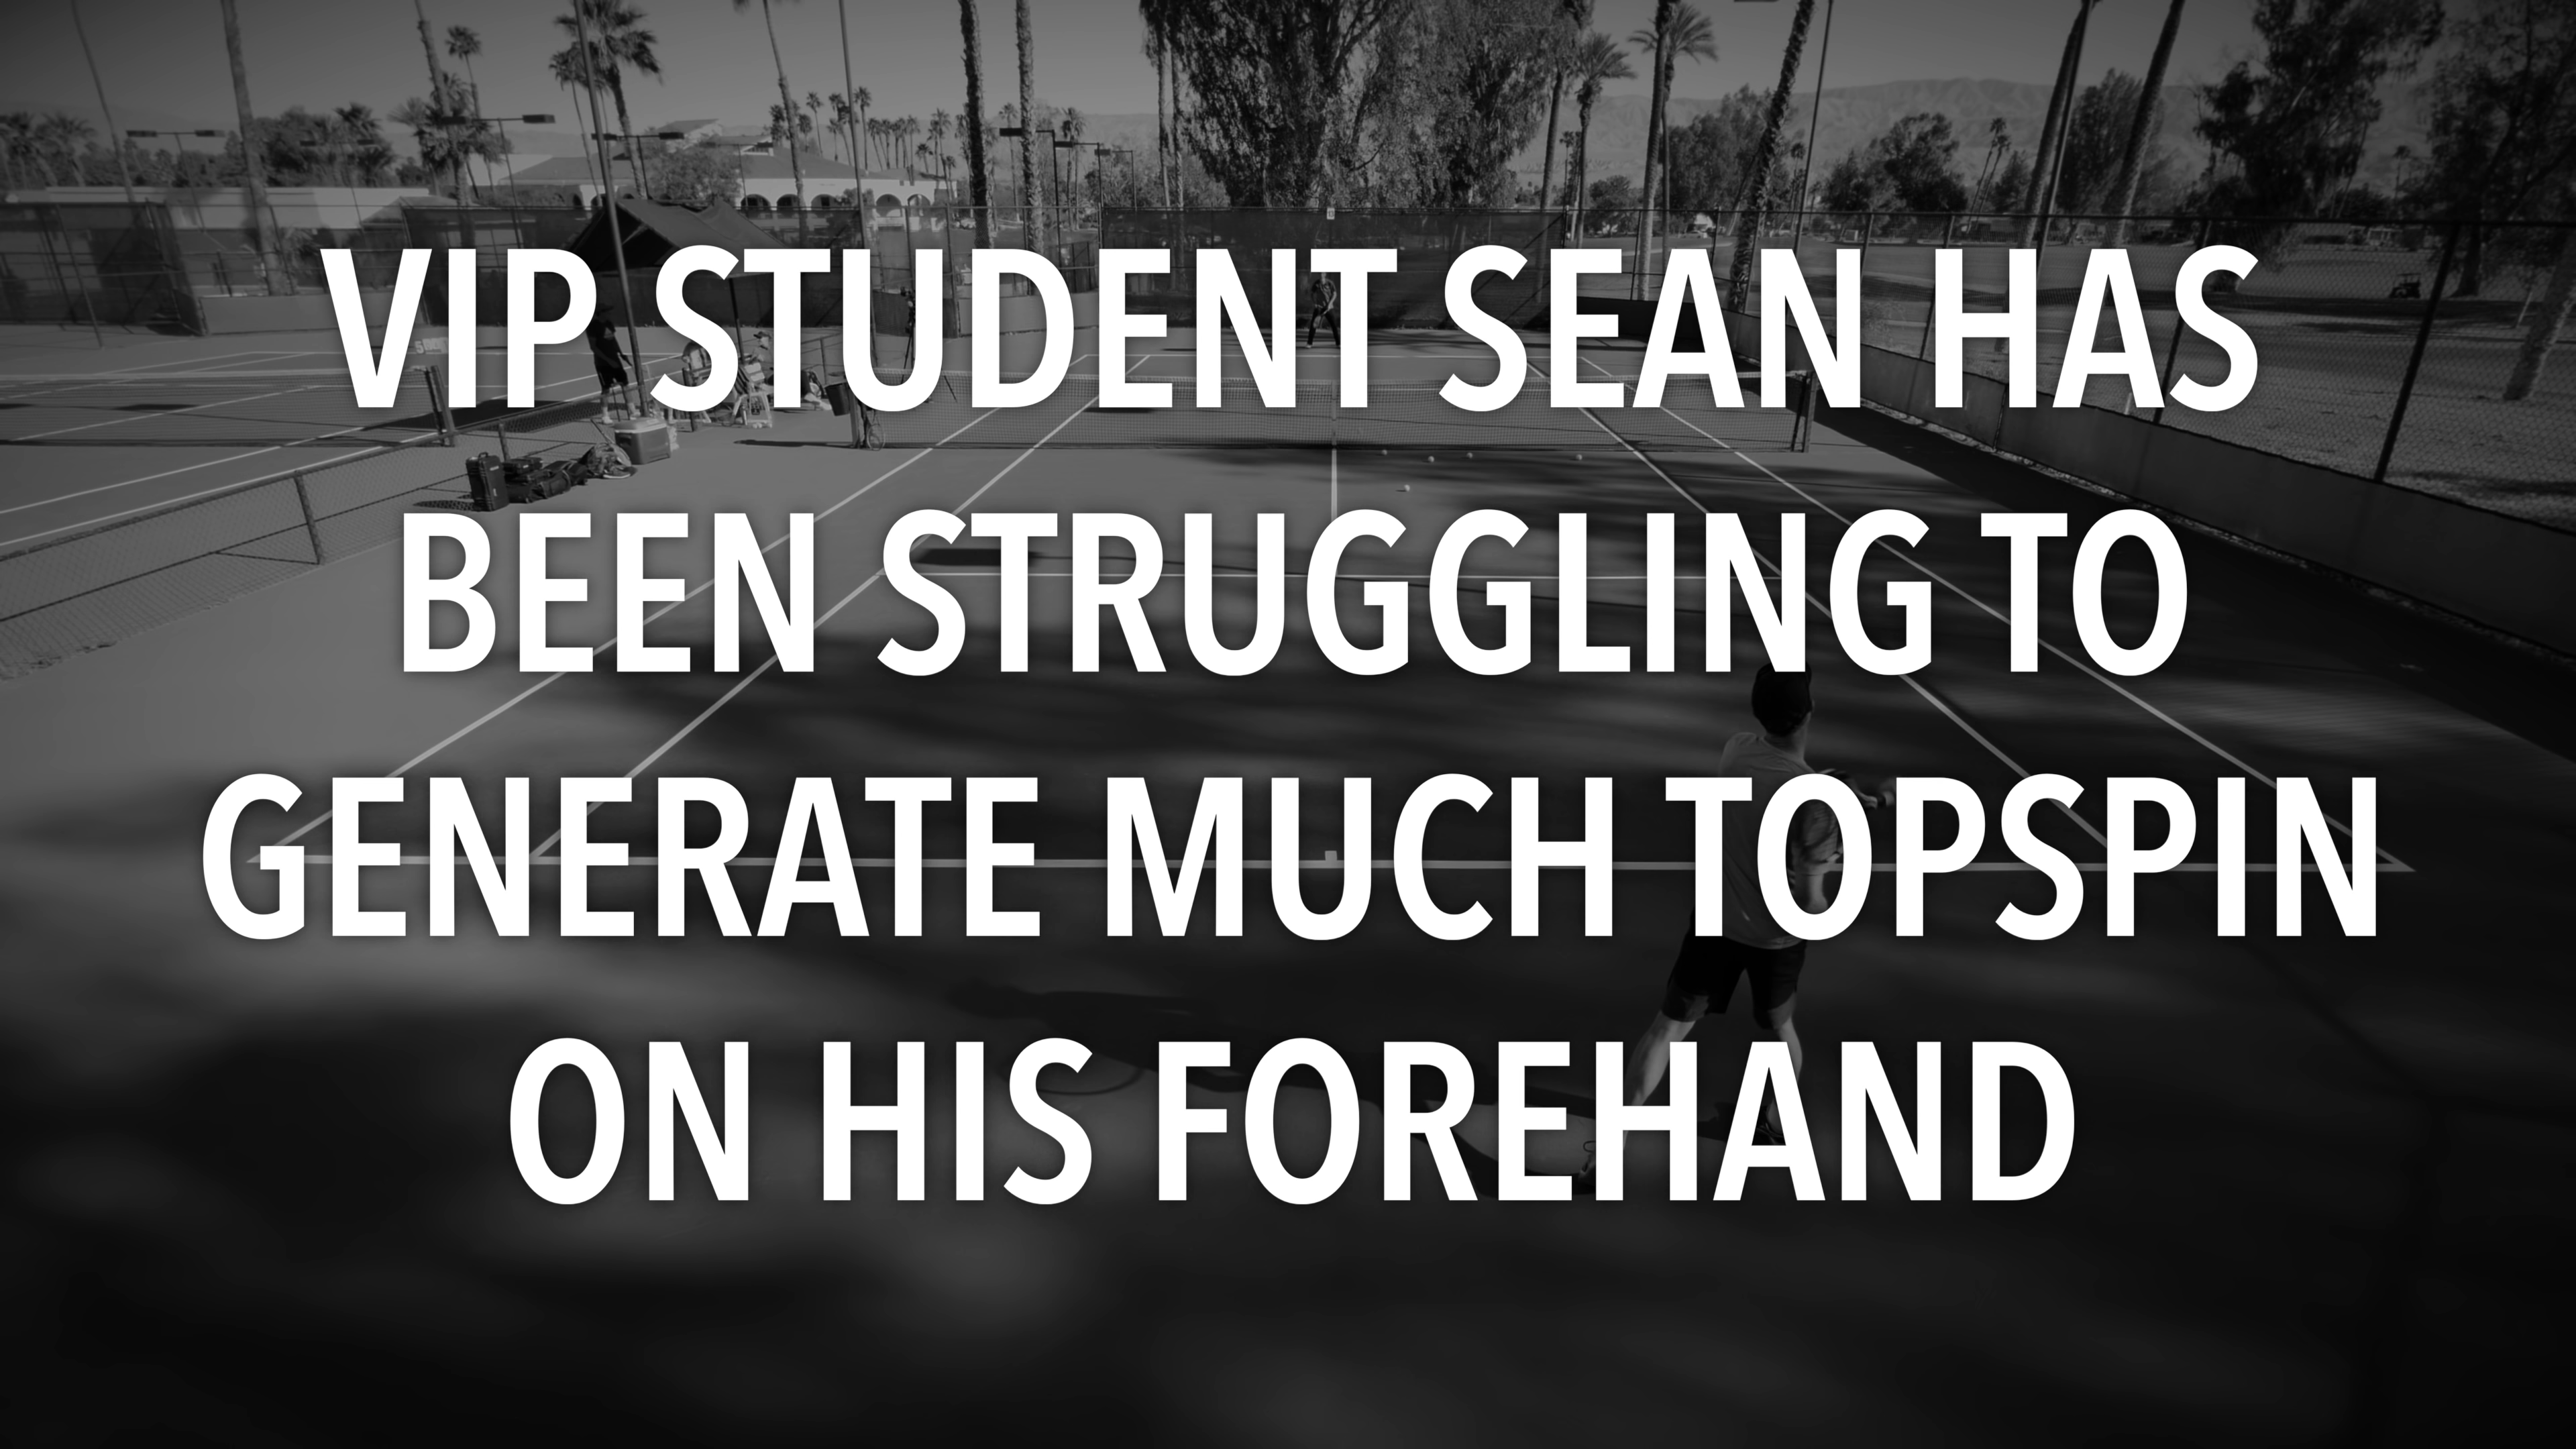 VIP STUDENT SEAN HAS
BEEN STRUGGLING TO
GENERATE MUCH TOPSPIN
ON HIS FOREHAND